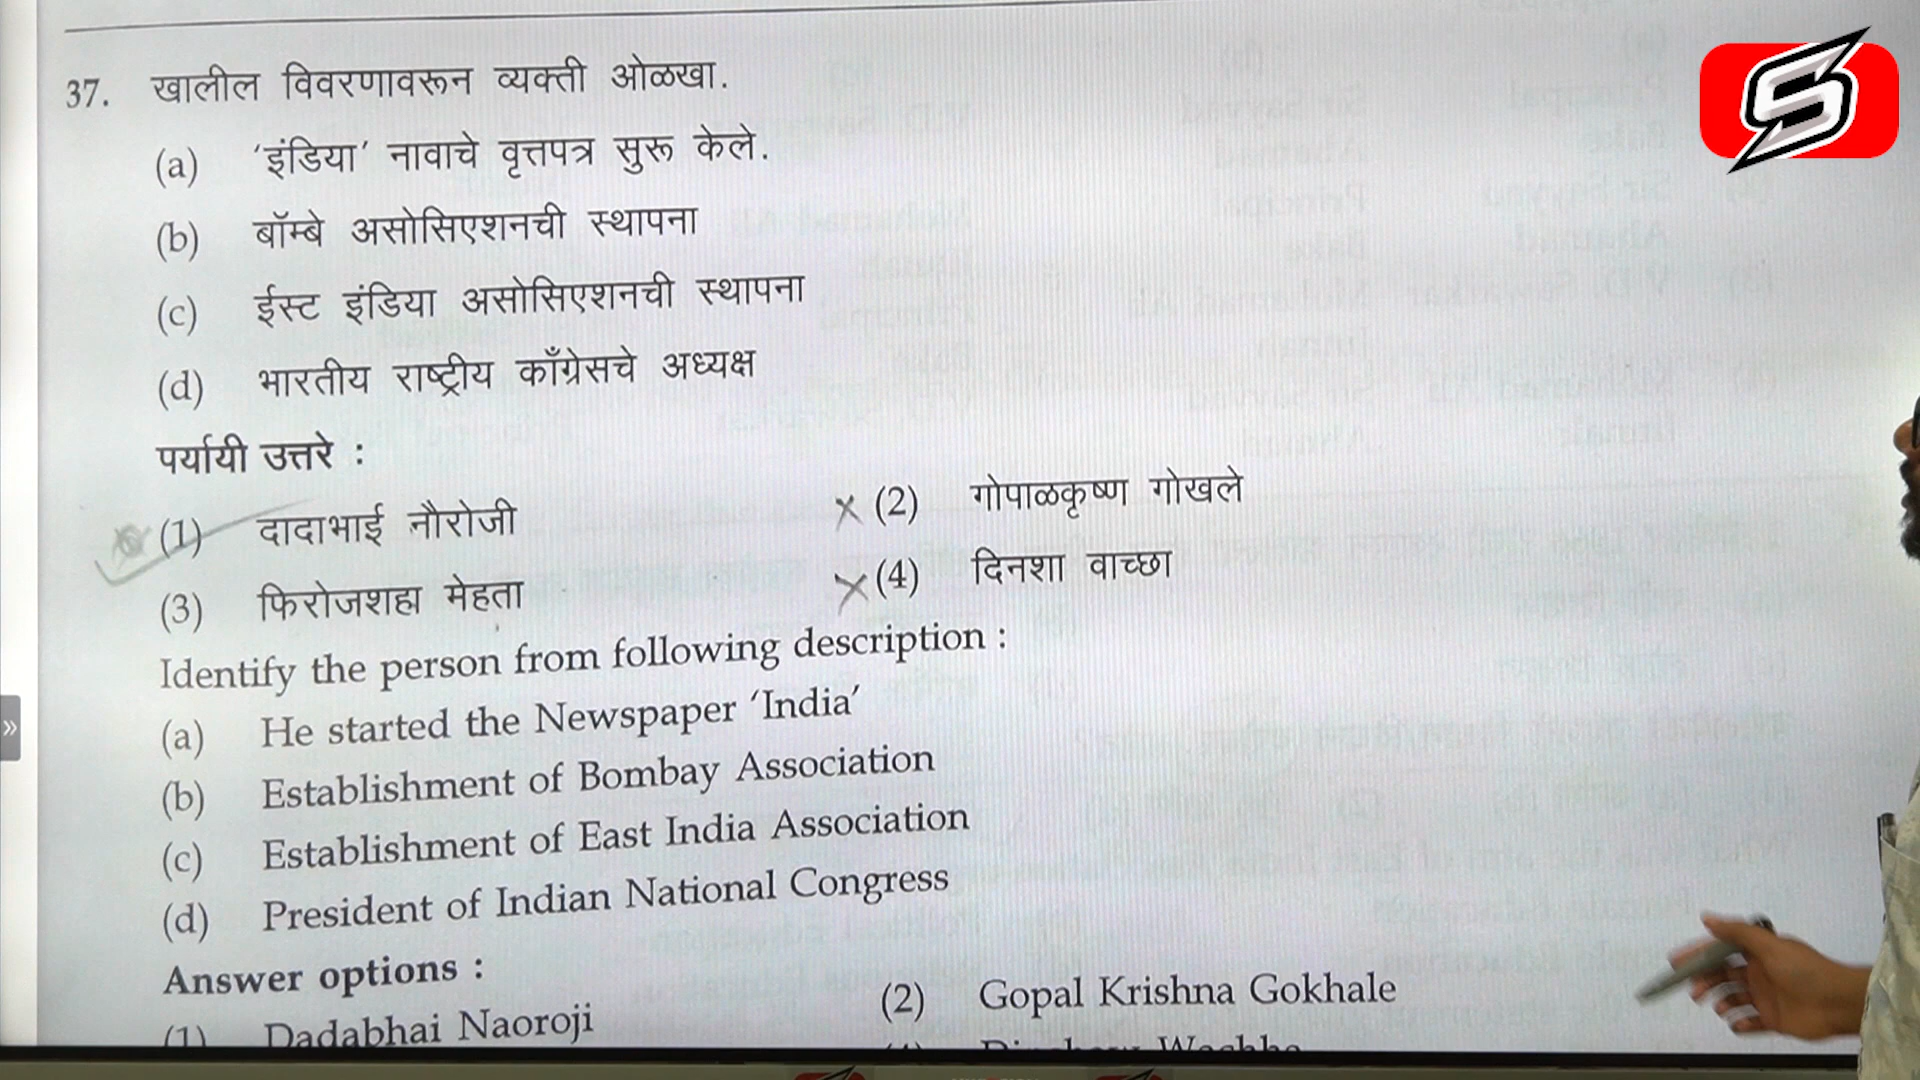 37. खालील विवरणावरून व्यक्ती ओळखा.
(a) ‘इंडिया’ नावाचे वृत्तपत्र सुरू केले.
(b) बॉम्बे असोसिएशनची स्थापना
(c) ईस्ट इंडिया असोसिएशनची स्थापना
(d) भारतीय राष्ट्रीय काँग्रेसचे अध्यक्ष
पर्यायी उत्तरे :
(1) दादाभाई नौरोजी (2) गोपाळकृष्ण गोखले
(3) फिरोजशहा मेहता (4) दिनशा वाच्छा
Identify the person from following description :
(a) He started the Newspaper ‘India’
(b) Establishment of Bombay Association
(c) Establishment of East India Association
(d) President of Indian National Congress
Answer options :
(1) Dadabhai Naoroji (2) Gopal Krishna Gokhale